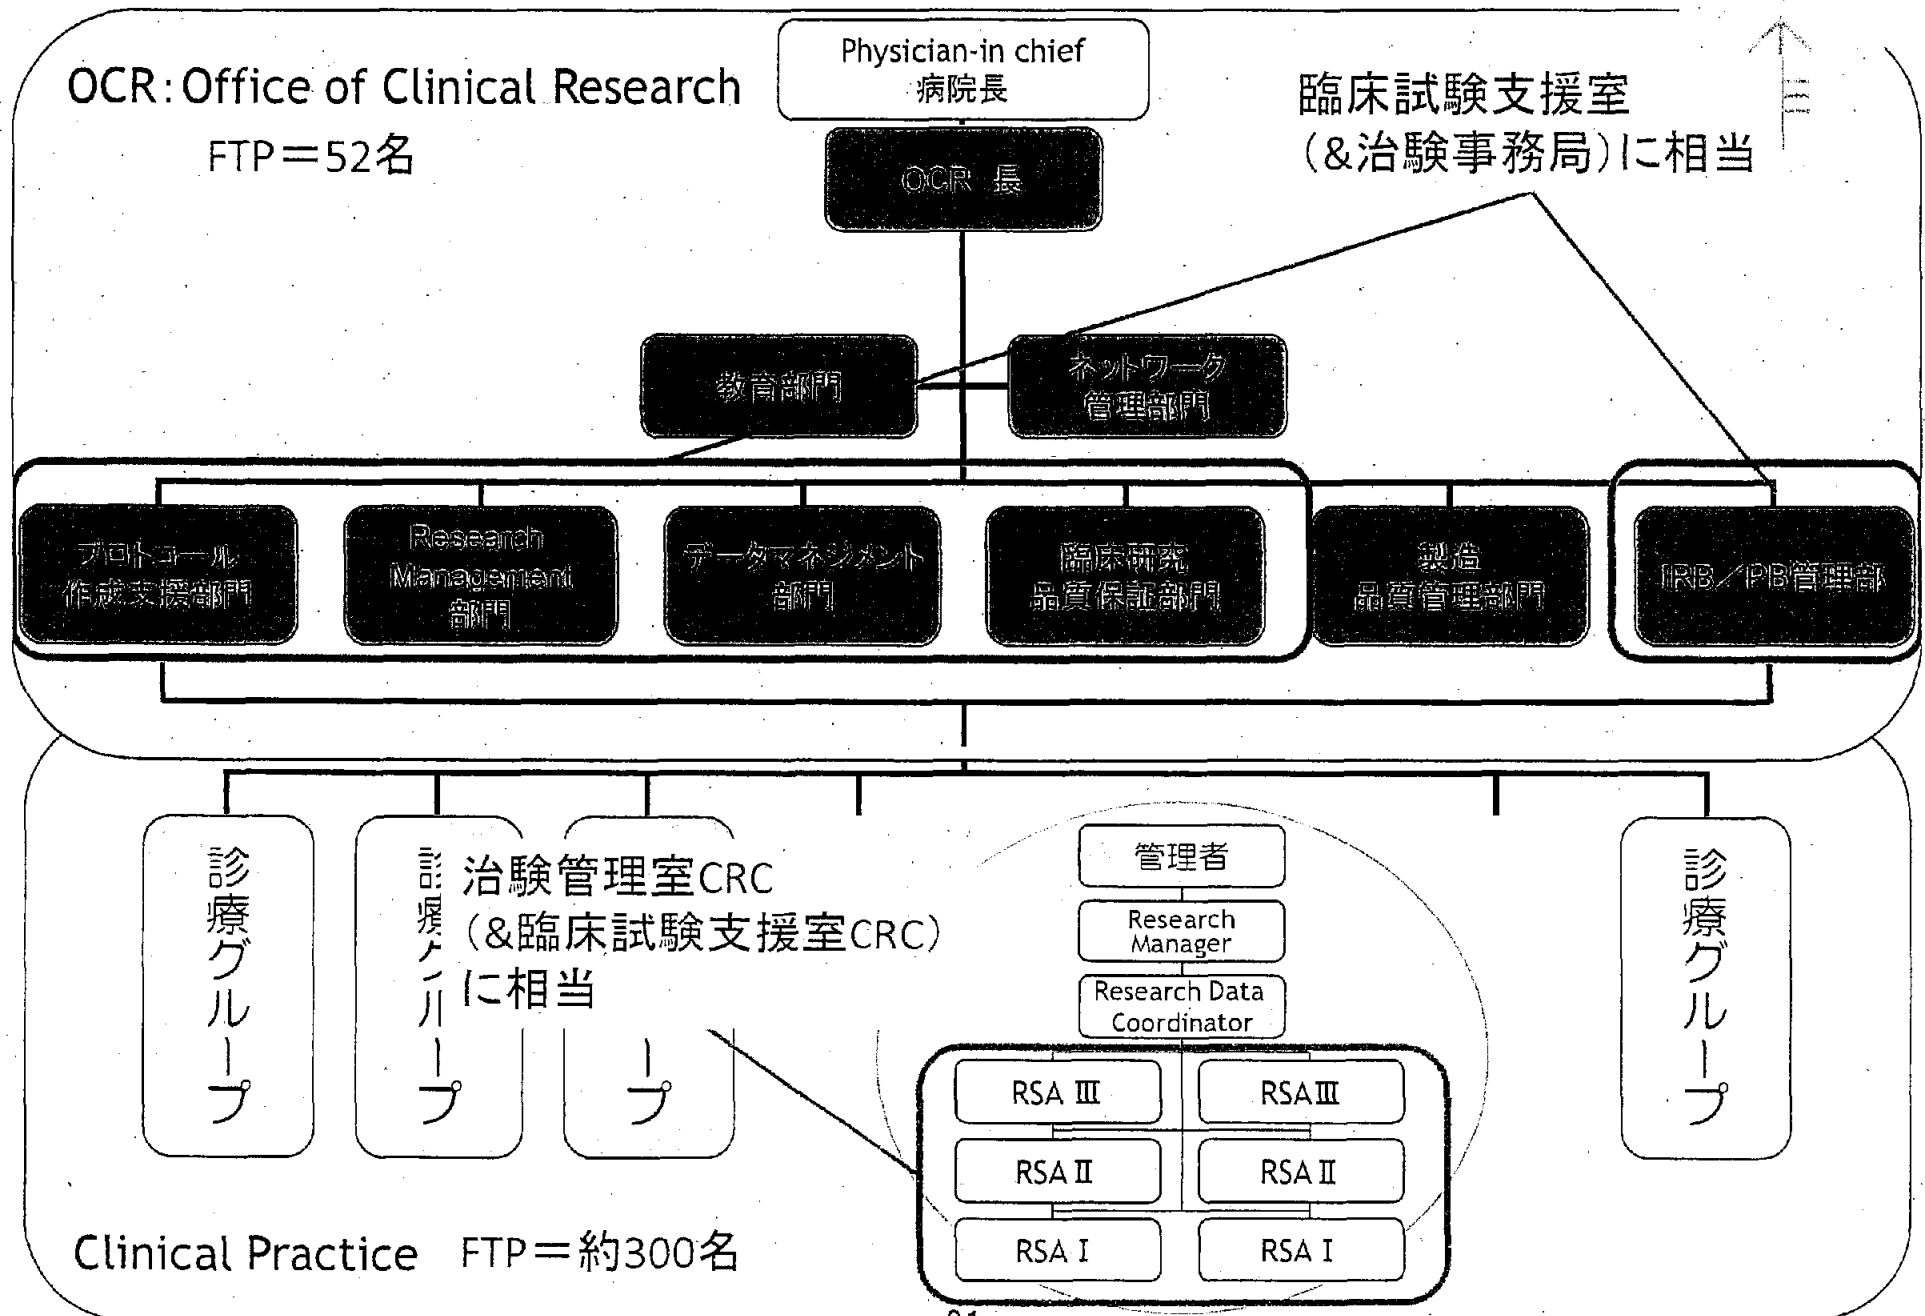 Physician-in chief
病院長
OCR:Office of Clinical Research
FTP=52名
臨床試験支援室
(&治験事務局)に相当
OCR 長
教育部門
ネットワーク
管理部門
プロトコール
作成支援部門
Research
Management
部門
データマネジメント
部門
臨床研究
品質保証部門
製造
品質管理部門
IRB/PB管理部
診療グループ
ープ
診療グループ
治験管理室CRC
(&臨床試験支援室CRC)
に相当
管理者
Research
Manager
Research Data
Coordinator
RSA Ⅲ
RSAⅢ
RSA Ⅱ
RSA Ⅱ
RSA Ⅰ
RSA Ⅰ
Clinical Practice FTP=約300名